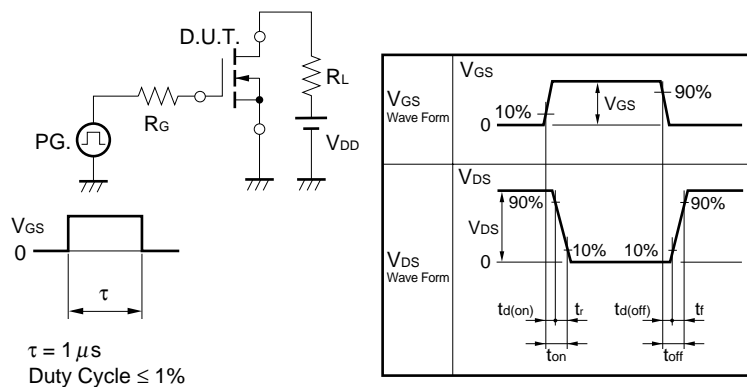 D.U.T.
RL
RG
PG.
VDD
VGS
0
τ
τ = 1 μs
Duty Cycle ≤ 1%
VGS
Wave Form
VGS
10%
0
VGS
90%
VDS
Wave Form
VDS
90%
VDS
0
10%
10%
90%
td(on)
tr
td(off)
tf
ton
toff